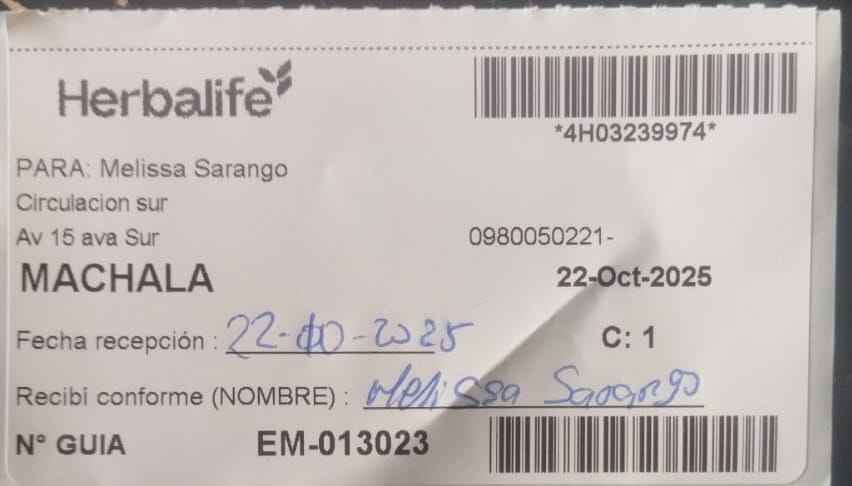 Herbalife
*4H03239974*
PARA: Melissa Sarango
Circulacion sur
Av 15 ava Sur
0980050221-
MACHALA
22-Oct-2025
Fecha recepción : 22-10-2025
C: 1
Recibí conforme (NOMBRE) : Melissa Sarango
N° GUIA EM-013023